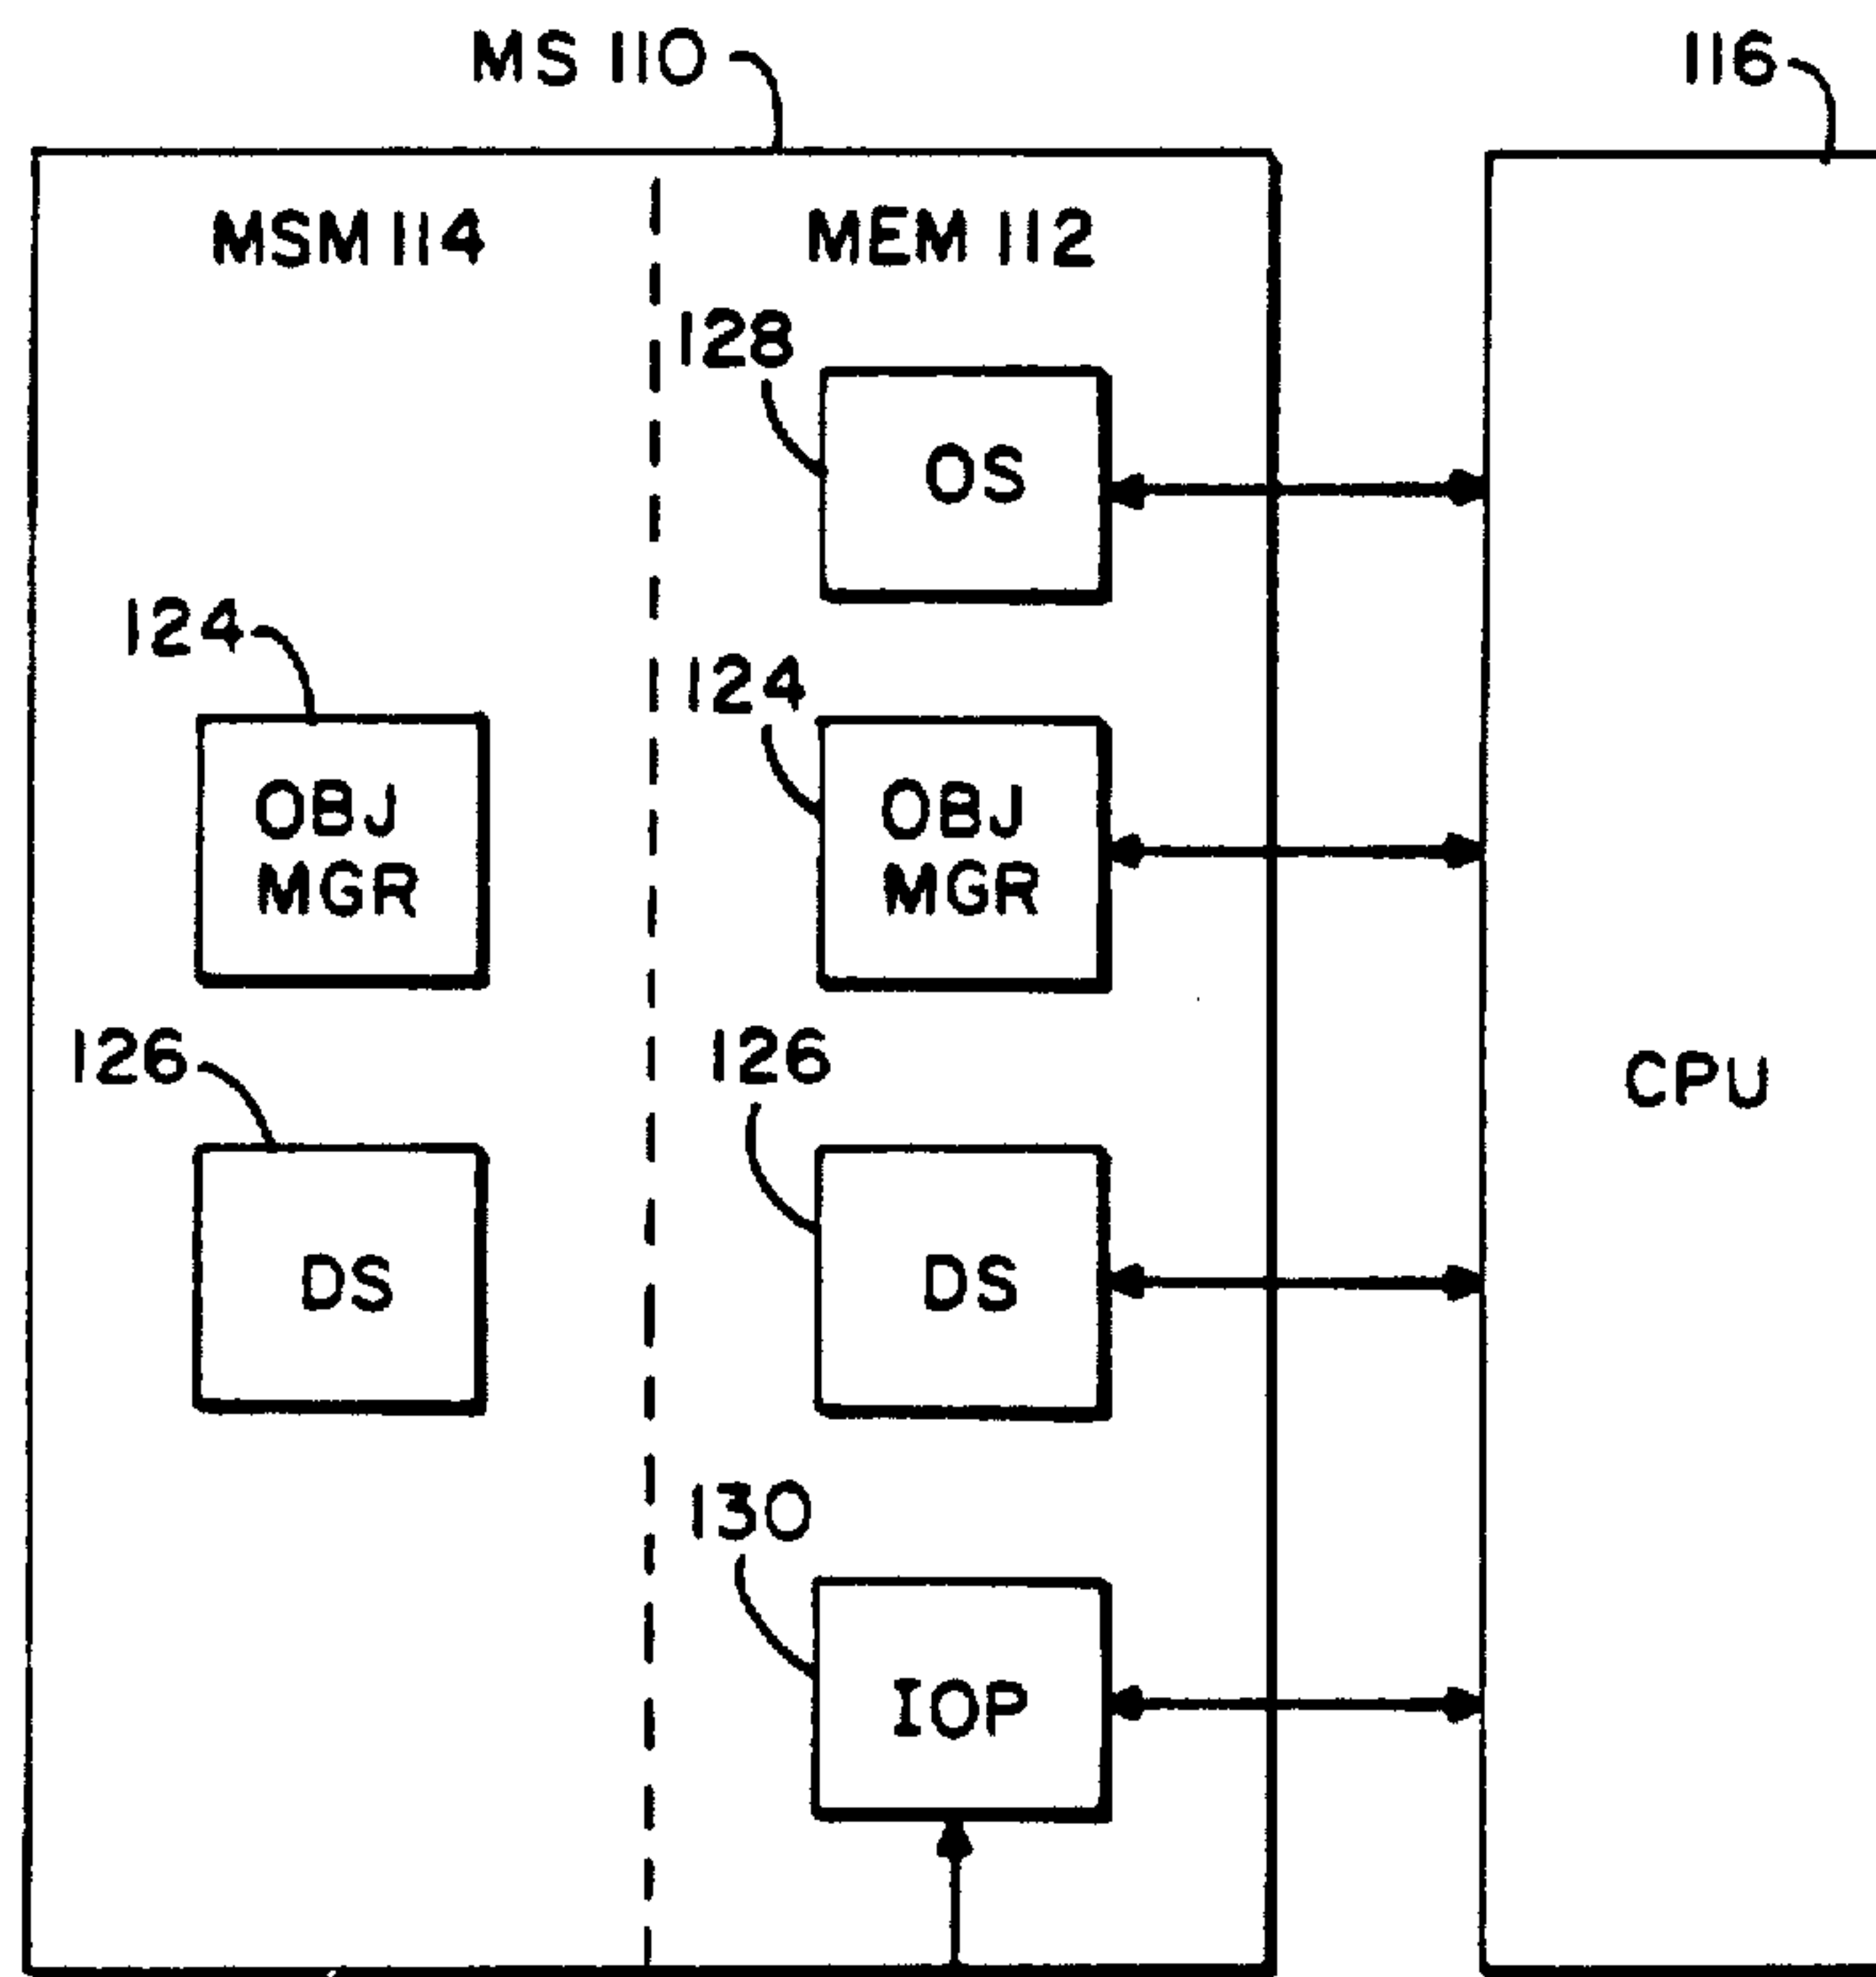 MS 110
116
MSM 114
MEM 112
128
OS
124
124
OBJ
MGR
OBJ
MGR
126
126
CPU
DS
DS
130
IOP